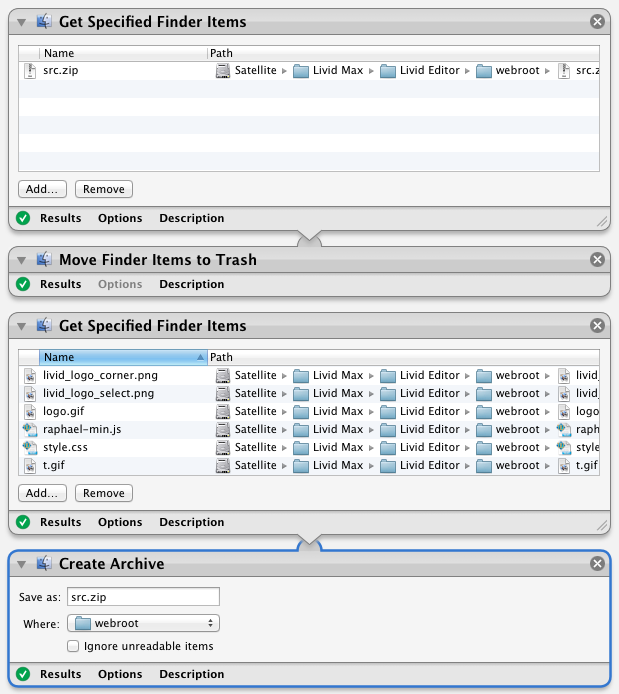 Get Specified Finder Items
Name Path
src.zip Satellite Livid Max Livid Editor webroot src.z
Add... Remove
Results Options Description
Move Finder Items to Trash
Results Options Description
Get Specified Finder Items
Name Path
livid_logo_corner.png Satellite Livid Max Livid Editor webroot livid_
livid_logo_select.png Satellite Livid Max Livid Editor webroot livid_
logo.gif Satellite Livid Max Livid Editor webroot logo
raphael-min.js Satellite Livid Max Livid Editor webroot raph
style.css Satellite Livid Max Livid Editor webroot style
t.gif Satellite Livid Max Livid Editor webroot t.gif
Add... Remove
Results Options Description
Create Archive
Save as: src.zip
Where: webroot
Ignore unreadable items
Results Options Description